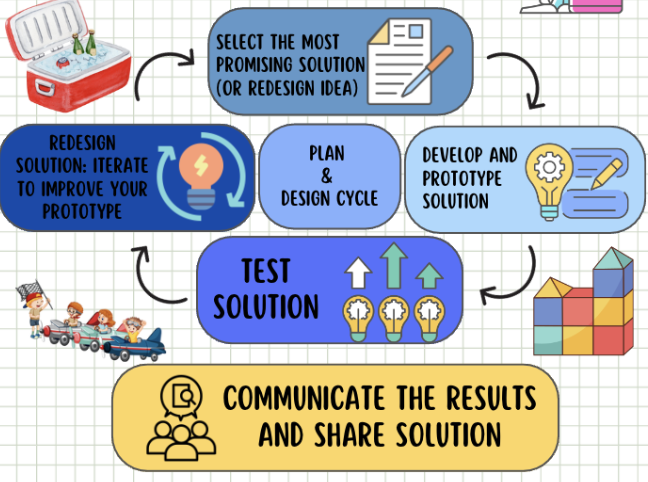 SELECT THE MOST
PROMISING SOLUTION
(OR REDESIGN IDEA)
REDESIGN
SOLUTION: ITERATE
TO IMPROVE YOUR
PROTOTYPE
PLAN
&
DESIGN CYCLE
DEVELOP AND
PROTOTYPE
SOLUTION
TEST
SOLUTION
COMMUNICATE THE RESULTS
AND SHARE SOLUTION